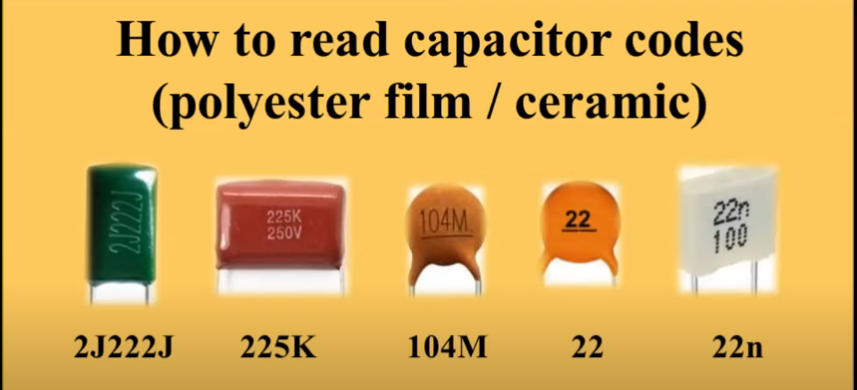 How to read capacitor codes
(polyester film / ceramic)
2J222J
225K
250V
104M
22
22n
100
2J222J 225K 104M 22 22n